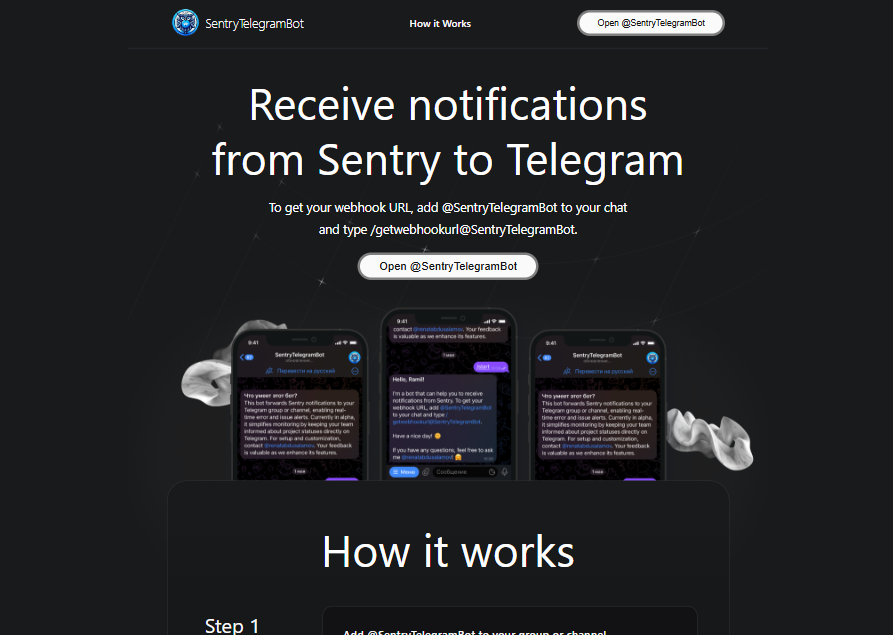 SentryTelegramBot
How it Works
Open @SentryTelegramBot
Receive notifications
from Sentry to Telegram
To get your webhook URL, add @SentryTelegramBot to your chat
and type /getwebhookurl@SentryTelegramBot.
Open @SentryTelegramBot
9:41
SentryTelegramBot
Перевести на русский
Что умеет этот бот?
This bot forwards Sentry notifications to your
Telegram group or channel, enabling real-
time error and issue alerts. Currently in alpha,
it simplifies monitoring by keeping your team
informed about project statuses directly on
Telegram. For setup and customization,
contact @renatabdusalamov. Your feedback
is valuable as we enhance its features.
1 мая
9:41
contact @renatabdusalamov. Your feedback
is valuable as we enhance its features.
1 мая
/start
Hello, Ramil!
I'm a bot that can help you to receive
notifications from Sentry. To get your
webhook URL, add @SentryTelegramBot
to your chat and type /
getwebhookurl@SentryTelegramBot.
Have a nice day!
If you have any questions, feel free to ask
me @renatabdusalamov!
Меню
Сообщение
9:41
SentryTelegramBot
Перевести на русский
Что умеет этот бот?
This bot forwards Sentry notifications to your
Telegram group or channel, enabling real-
time error and issue alerts. Currently in alpha,
it simplifies monitoring by keeping your team
informed about project statuses directly on
Telegram. For setup and customization,
contact @renatabdusalamov. Your feedback
is valuable as we enhance its features.
1 мая
How it works
Step 1
Add @SentryTelegramBot to your group or channel